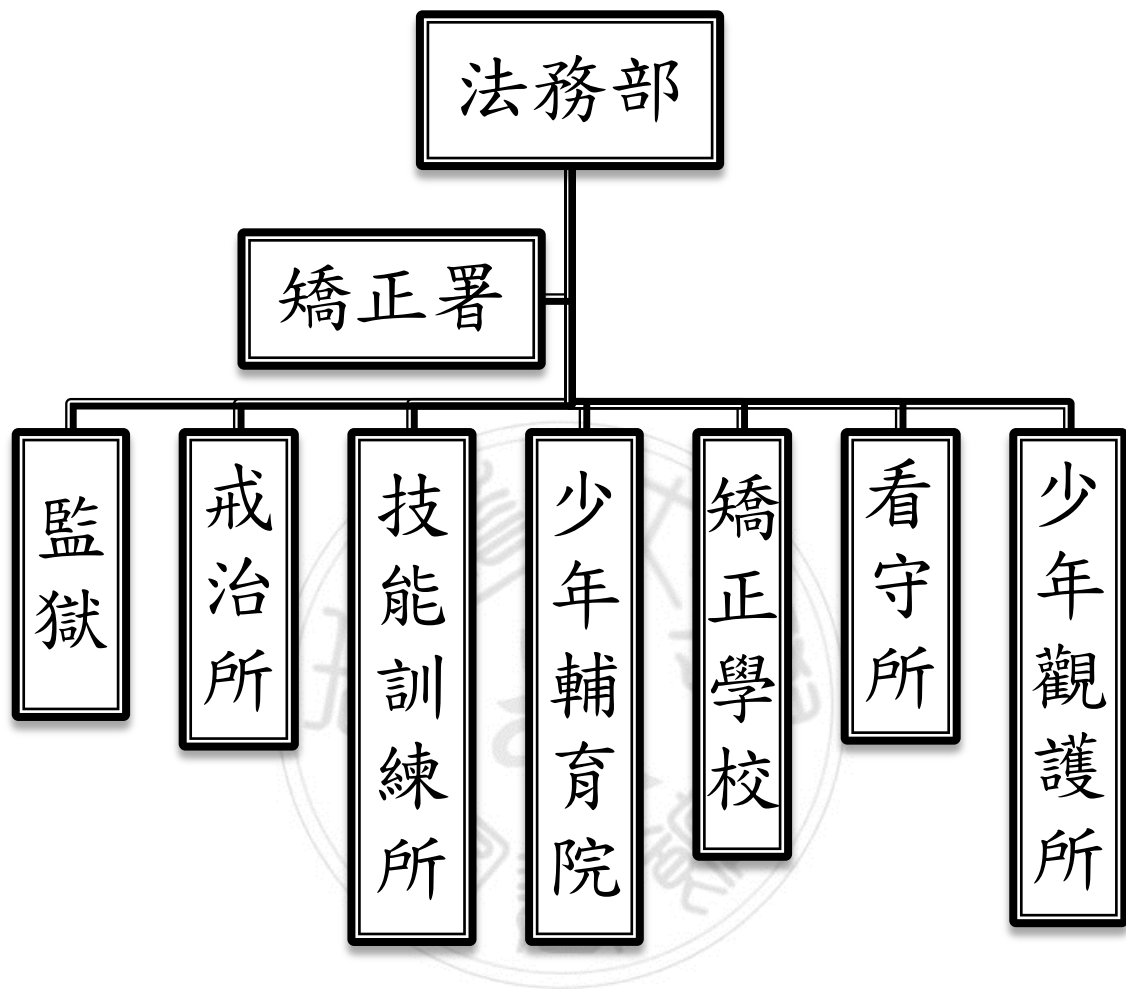 法務部
矯正署
監獄
戒治所
技能訓練所
少年輔育院
矯正學校
看守所
少年觀護所